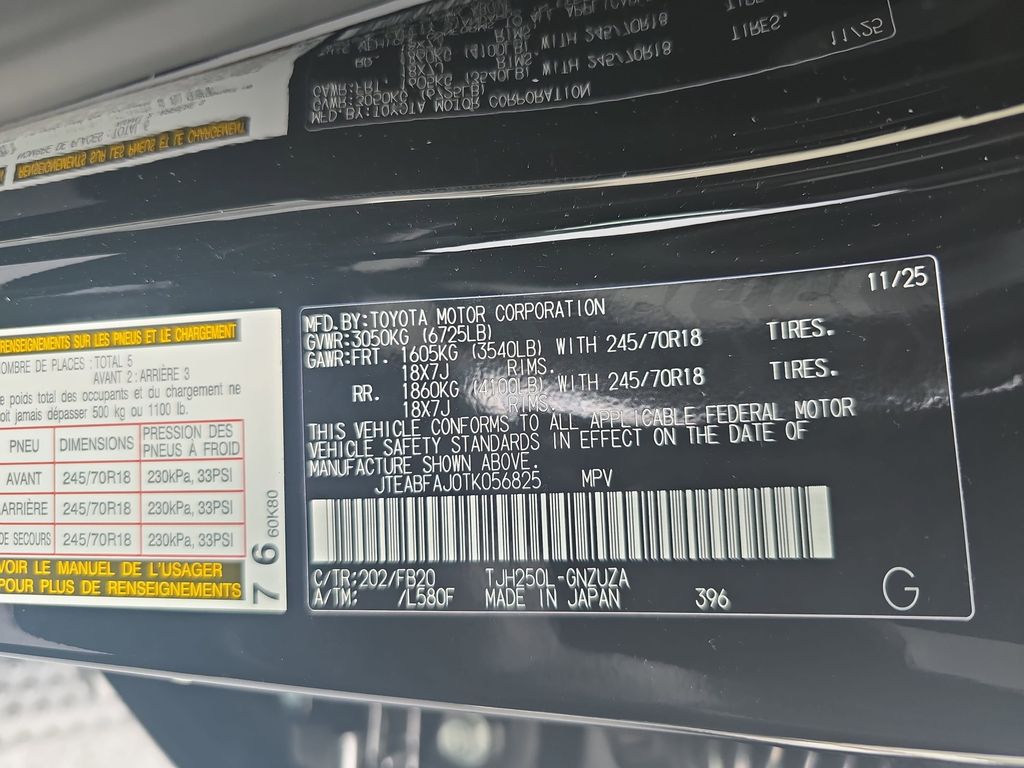 11/25
MFD. BY:TOYOTA MOTOR CORPORATION
GVWR:3050KG (6725LB)
GAWR:FRT. 1605KG (3540LB) WITH 245/70R18 TIRES.
18X7J RIMS.
RR. 1860KG (4100LB) WITH 245/70R18 TIRES.
18X7J RIMS.
THIS VEHICLE CONFORMS TO ALL APPLICABLE FEDERAL MOTOR
VEHICLE SAFETY STANDARDS IN EFFECT ON THE DATE OF
MANUFACTURE SHOWN ABOVE.
JTEABFAJ0TK056825 MPV
C/TR:202/FB20 TJH250L-GNZUZA
A/TM: /L580F MADE IN JAPAN 396
G
RENSEIGNEMENTS SUR LES PNEUS ET LE CHARGEMENT
OMBRE DE PLACES : TOTAL 5
AVANT 2 : ARRIÈRE 3
e poids total des occupants et du chargement ne
oit jamais dépasser 500 kg ou 1100 lb.
PNEU DIMENSIONS PRESSION DES PNEUS À FROID
AVANT 245/70R18 230kPa, 33PSI
ARRIÈRE 245/70R18 230kPa, 33PSI
DE SECOURS 245/70R18 230kPa, 33PSI
VOIR LE MANUEL DE L'USAGER
POUR PLUS DE RENSEIGNEMENTS
76 60K80